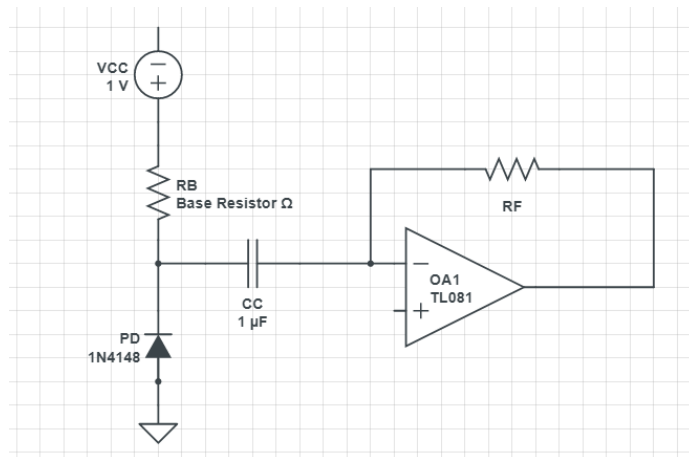 VCC
1 V
RB
Base Resistor Ω
RF
OA1
TL081
CC
1 µF
PD
1N4148